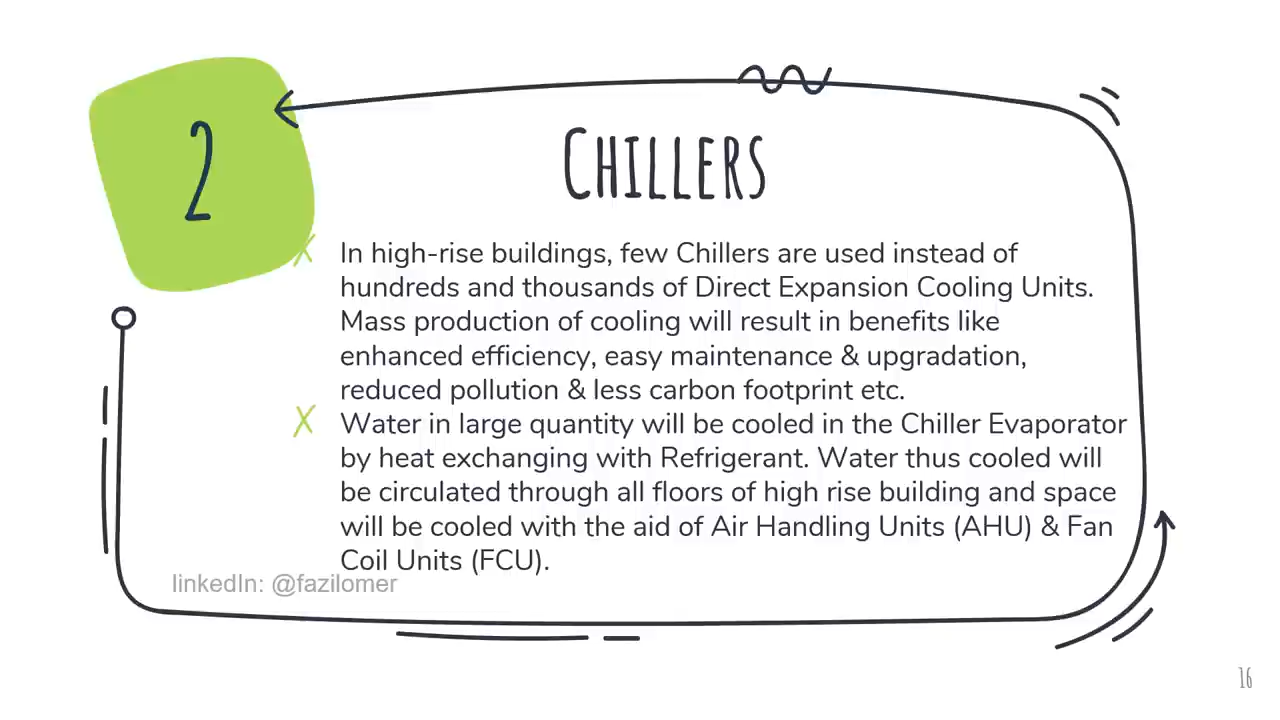 2
CHILLERS
X In high-rise buildings, few Chillers are used instead of
hundreds and thousands of Direct Expansion Cooling Units.
Mass production of cooling will result in benefits like
enhanced efficiency, easy maintenance & upgradation,
reduced pollution & less carbon footprint etc.
X Water in large quantity will be cooled in the Chiller Evaporator
by heat exchanging with Refrigerant. Water thus cooled will
be circulated through all floors of high rise building and space
will be cooled with the aid of Air Handling Units (AHU) & Fan
Coil Units (FCU).
linkedIn: @fazilomer
16